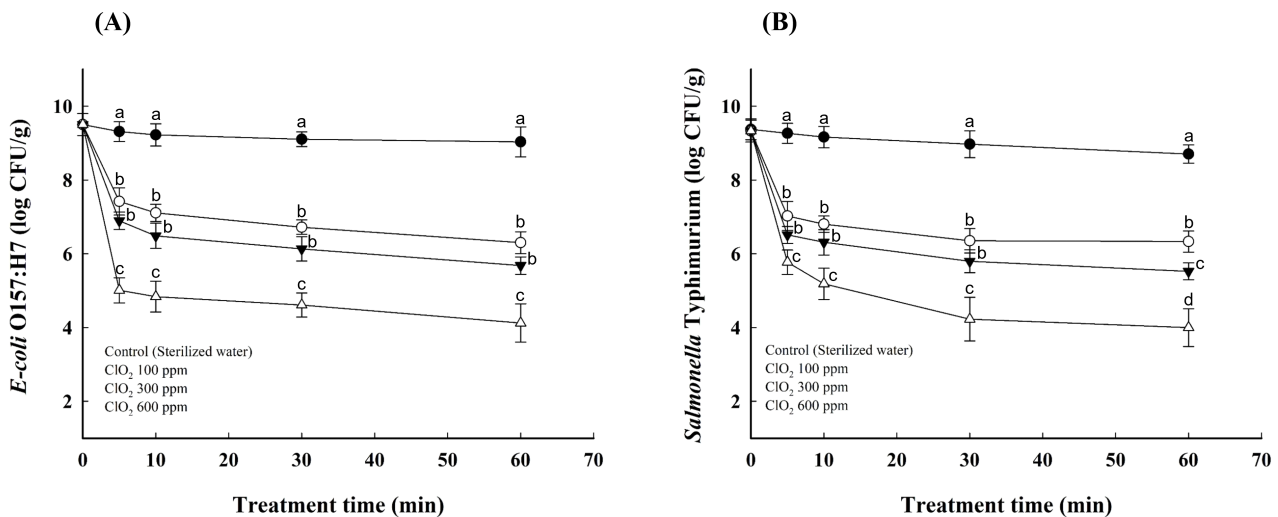 (A)
E-coli O157:H7 (log CFU/g)
10
8
6
4
2
a
a
a
a
b
b
b
b
b
b
b
b
c
c
c
c
Control (Sterilized water)
ClO2 100 ppm
ClO2 300 ppm
ClO2 600 ppm
0
10
20
30
40
50
60
70
Treatment time (min)
(B)
Salmonella Typhimurium (log CFU/g)
10
8
6
4
2
a
a
a
a
b
b
b
b
b
b
b
c
c
c
c
d
Control (Sterilized water)
ClO2 100 ppm
ClO2 300 ppm
ClO2 600 ppm
0
10
20
30
40
50
60
70
Treatment time (min)